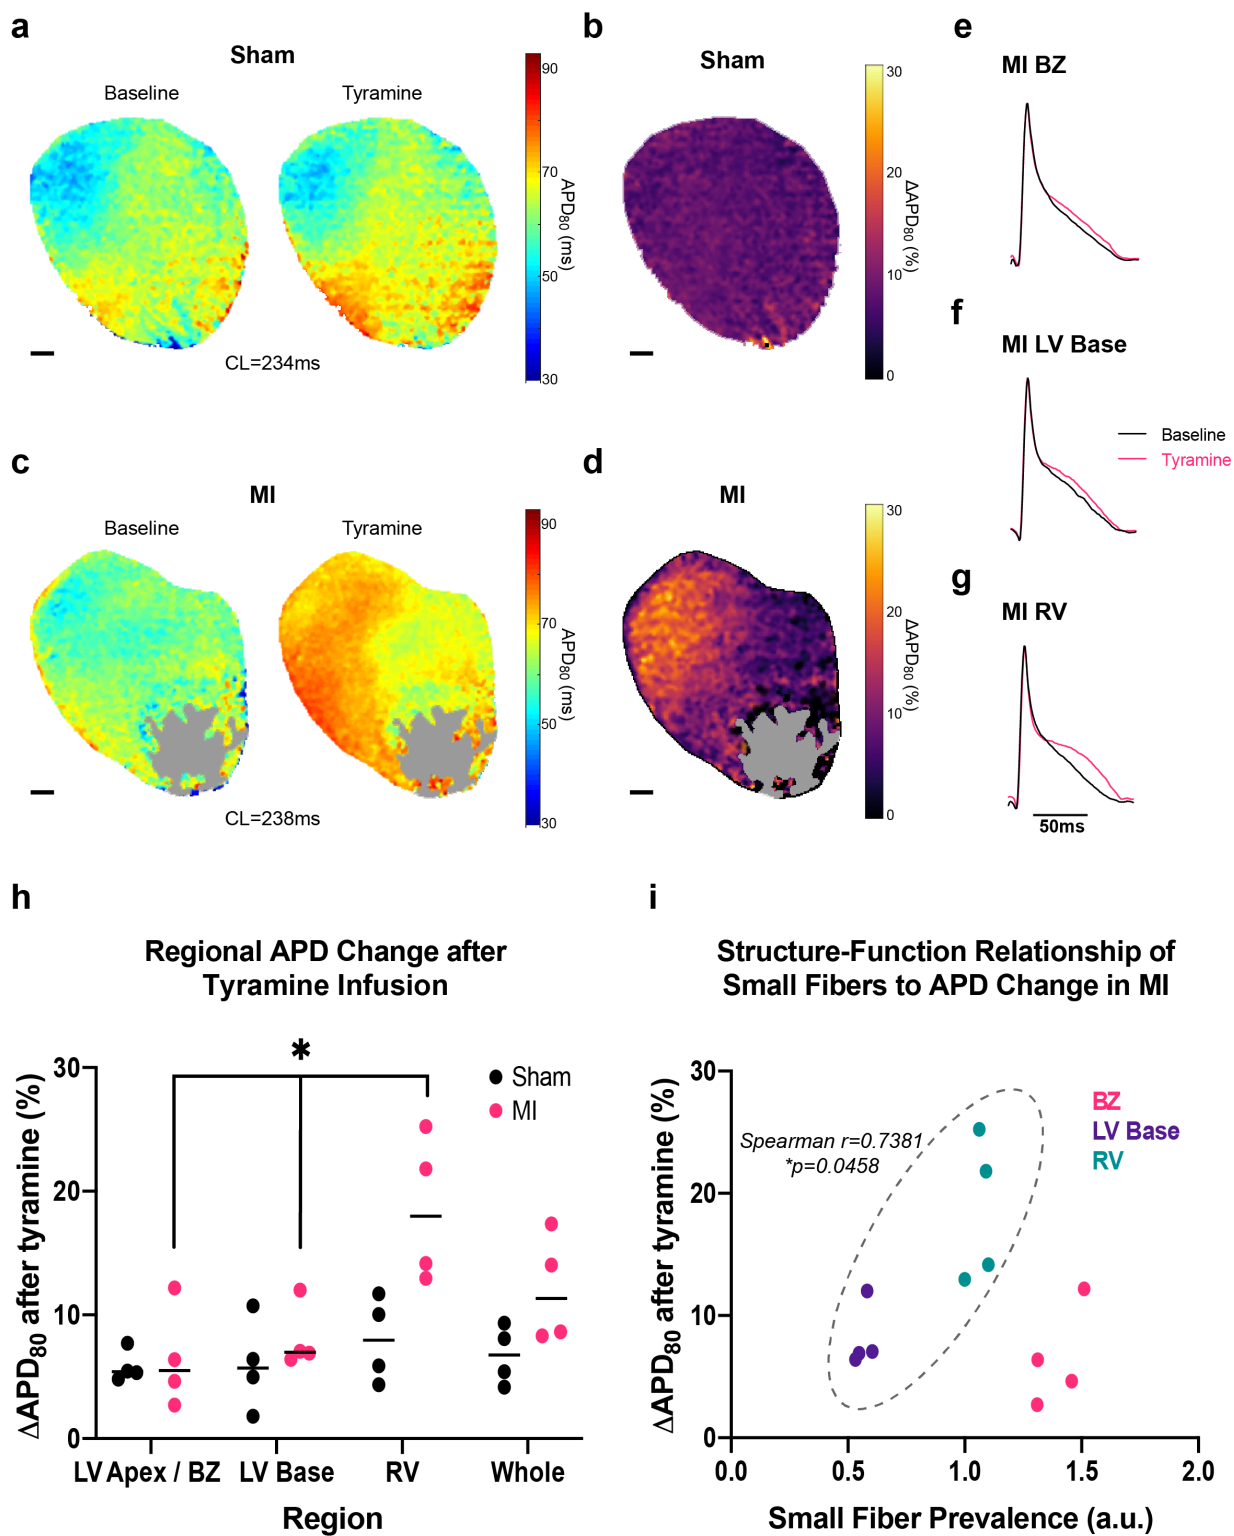 a
Sham
Baseline
Tyramine
90
70
50
30
APD80 (ms)
CL=234ms
b
Sham
30
20
10
0
ΔAPD80 (%)
e
MI BZ
f
MI LV Base
Baseline
Tyramine
c
MI
Baseline
Tyramine
90
70
50
30
APD80 (ms)
CL=238ms
d
MI
30
20
10
0
ΔAPD80 (%)
g
MI RV
50ms
h
Regional APD Change after
Tyramine Infusion
*
Sham
MI
30
20
10
0
ΔAPD80 after tyramine (%)
LV Apex / BZ
LV Base
RV
Whole
Region
i
Structure-Function Relationship of
Small Fibers to APD Change in MI
Spearman r=0.7381
*p=0.0458
BZ
LV Base
RV
30
20
10
0
ΔAPD80 after tyramine (%)
0.0
0.5
1.0
1.5
2.0
Small Fiber Prevalence (a.u.)